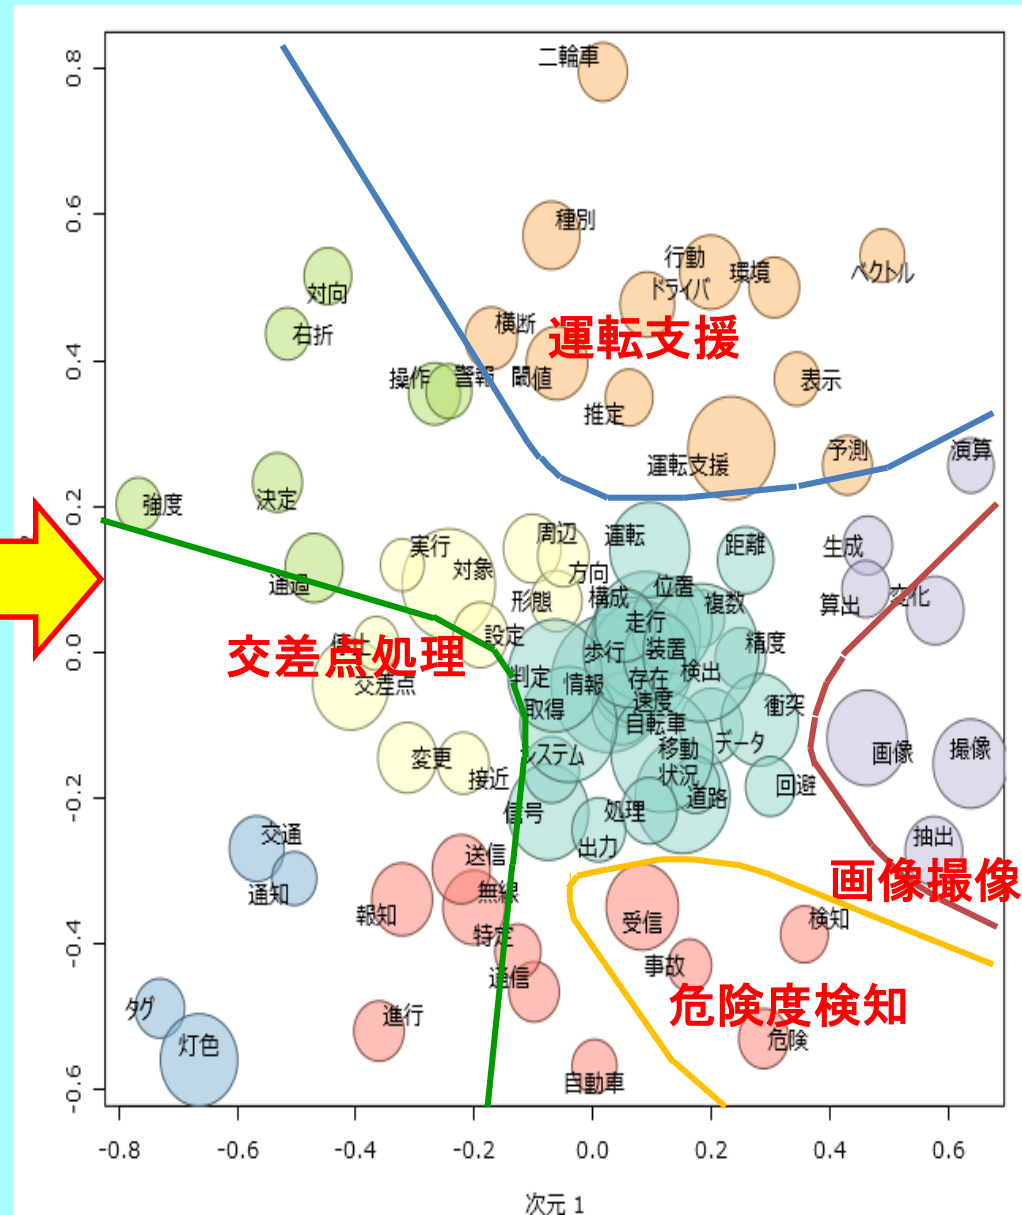 0.8
二輪車
種別
0.6
行動
環境
ベクトル
対向
ドライバ
右折
横断
運転支援
0.4
操作
警報
閾値
表示
推定
運転支援
予測
演算
決定
0.2
強度
実行
周辺
運転
距離
生成
対象
方向
通過
形態
構成
位置
複数
算出
変化
設定
走行
0.0
停止
交差点処理
歩行
装置
精度
判定
情報
存在
検出
交差点
取得
速度
衝突
自転車
変更
システム
移動
データ
画像
撮像
接近
状況
-0.2
信号
処理
道路
回避
交通
出力
抽出
送信
通知
無線
画像撮像
報知
受信
検知
-0.4
特定
通信
事故
タグ
進行
危険度検知
灯色
危険
自動車
-0.6
-0.8
-0.6
-0.4
-0.2
0.0
0.2
0.4
0.6
次元 1